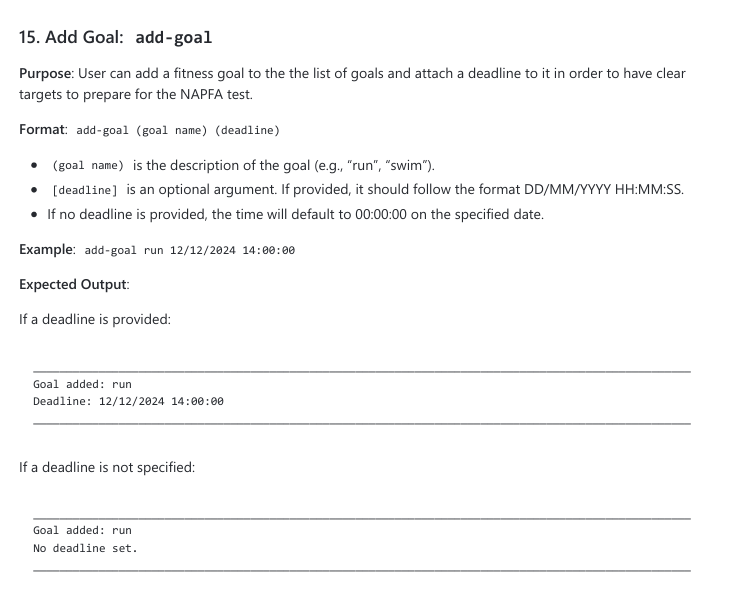 15. Add Goal: add-goal
Purpose: User can add a fitness goal to the the list of goals and attach a deadline to it in order to have clear
targets to prepare for the NAPFA test.
Format: add-goal (goal name) (deadline)
• (goal name) is the description of the goal (e.g., “run”, “swim”).
• [deadline] is an optional argument. If provided, it should follow the format DD/MM/YYYY HH:MM:SS.
• If no deadline is provided, the time will default to 00:00:00 on the specified date.
Example: add-goal run 12/12/2024 14:00:00
Expected Output:
If a deadline is provided:
Goal added: run
Deadline: 12/12/2024 14:00:00
If a deadline is not specified:
Goal added: run
No deadline set.